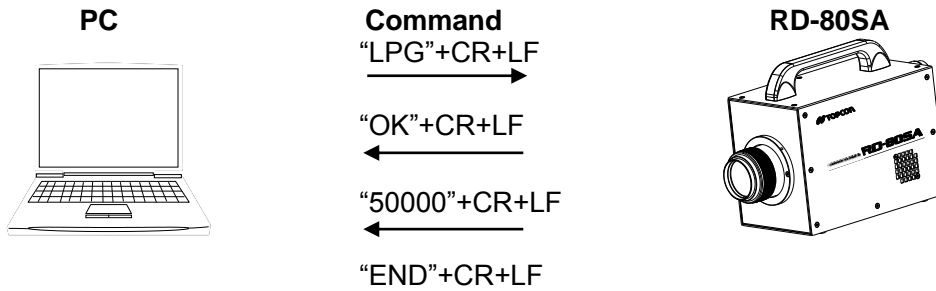 PC
Command
RD-80SA
“LPG”+CR+LF
“OK”+CR+LF
“50000”+CR+LF
“END”+CR+LF
TOPCON
RD-80SA